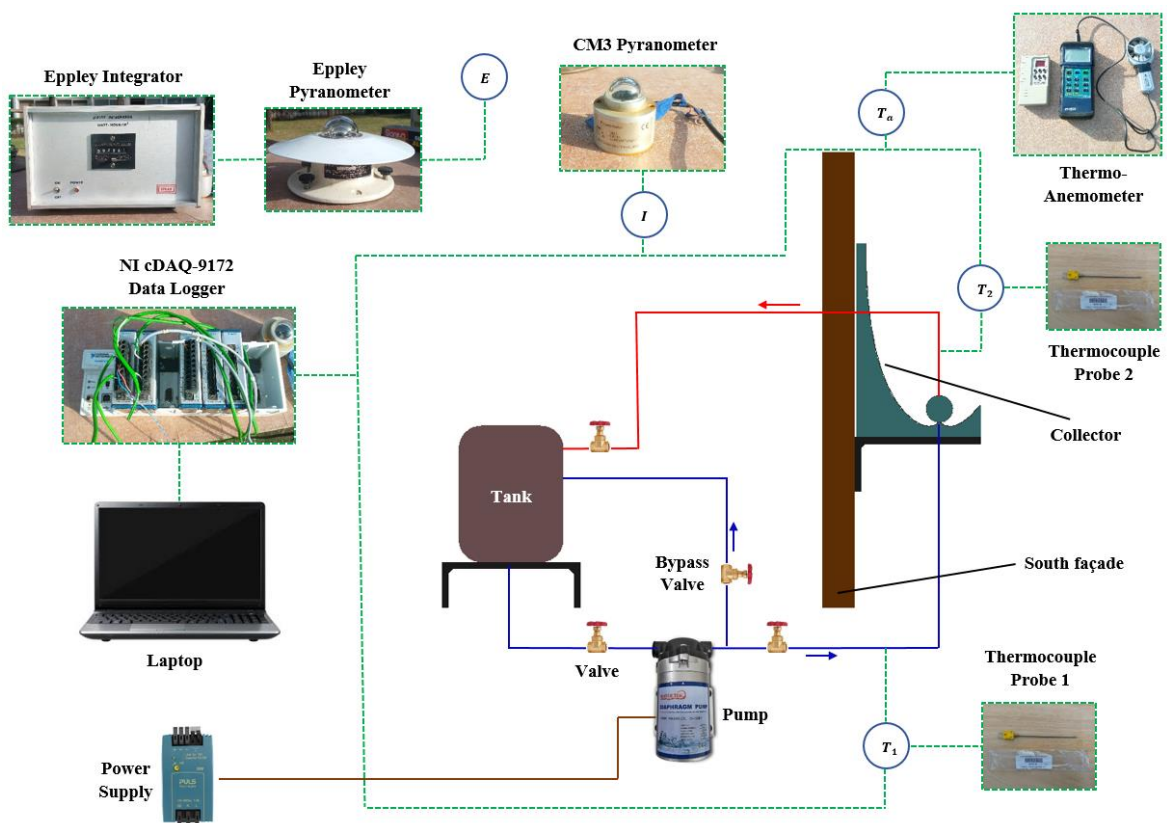 CM3 Pyranometer
Eppley Integrator
Eppley
Pyranometer
E
I
Tₐ
Thermo-
Anemometer
NI cDAQ-9172
Data Logger
T₂
Thermocouple
Probe 2
Collector
Tank
Bypass
Valve
South façade
Laptop
Valve
Thermocouple
Probe 1
DIAPHRAGM PUMP
Pump
T₁
Power
Supply
PULS